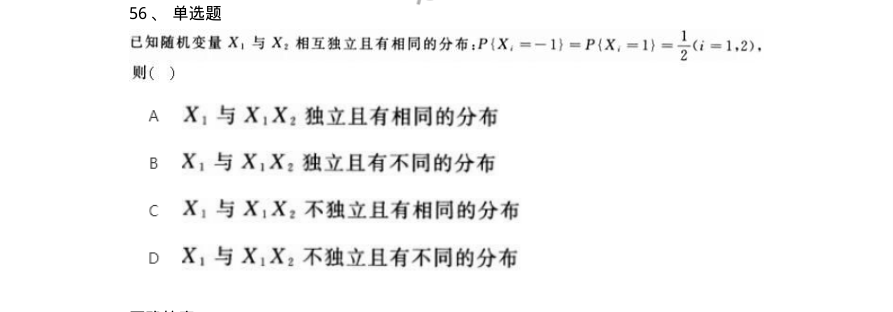 56 、 单选题
已知随机变量 X₁ 与 X₂ 相互独立且有相同的分布:P{Xᵢ=-1}=P{Xᵢ=1}=1/2(i=1,2),
则( )
A X₁ 与 X₁X₂ 独立且有相同的分布
B X₁ 与 X₁X₂ 独立且有不同的分布
C X₁ 与 X₁X₂ 不独立且有相同的分布
D X₁ 与 X₁X₂ 不独立且有不同的分布